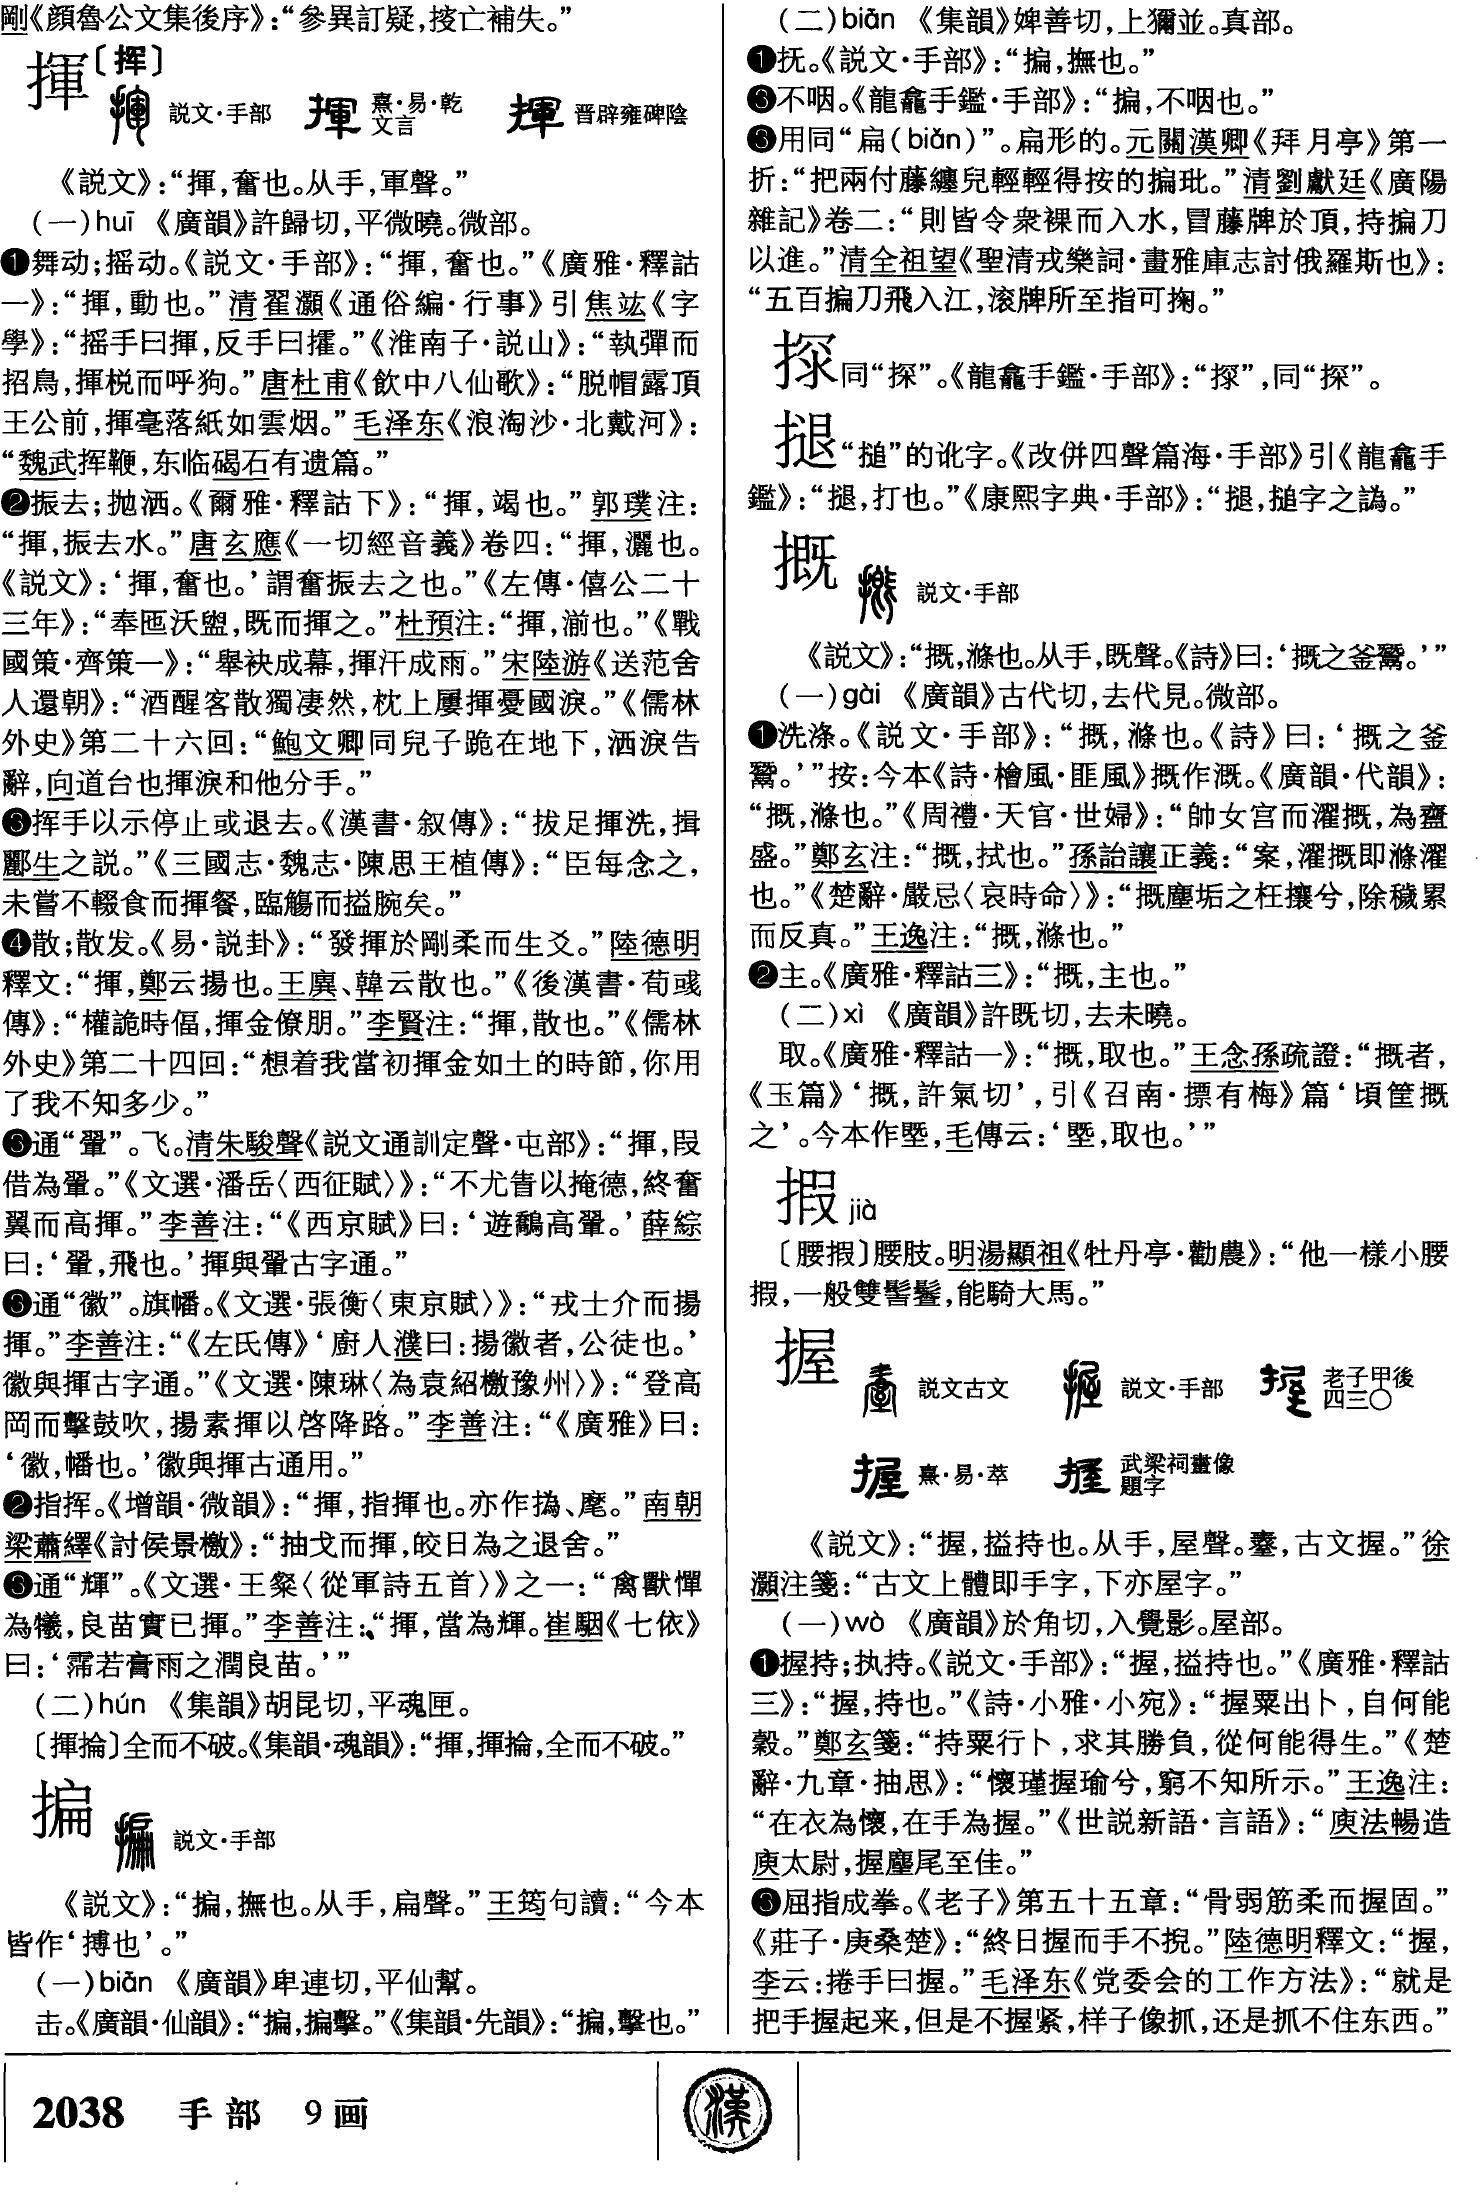 剛《顔魯公文集後序》：“參異訂疑，挍亡補失。”
揮〔挥〕
説文·手部 熹·易·乾文言 晋辟雍碑陰
《説文》：“揮，奮也。从手，軍聲。”
（一）huī 《廣韻》許歸切，平微曉。微部。
❶舞动；摇动。《説文·手部》：“揮，奮也。”《廣雅·釋詁
一》：“揮，動也。”清翟灝《通俗編·行事》引焦竑《字
學》：“摇手曰揮，反手曰攉。”《淮南子·説山》：“執彈而
招鳥，揮棁而呼狗。”唐杜甫《飲中八仙歌》：“脱帽露頂
王公前，揮毫落紙如雲烟。”毛泽东《浪淘沙·北戴河》：
“魏武挥鞭，东临碣石有遗篇。”
❷振去；抛洒。《爾雅·釋詁下》：“揮，竭也。”郭璞注：
“揮，振去水。”唐玄應《一切經音義》卷四：“揮，灑也。
《説文》：‘揮，奮也。’謂奮振去之也。”《左傳·僖公二十
三年》：“奉匜沃盥，既而揮之。”杜預注：“揮，湔也。”《戰
國策·齊策一》：“舉袂成幕，揮汗成雨。”宋陸游《送范舍
人還朝》：“酒醒客散獨凄然，枕上屢揮憂國淚。”《儒林
外史》第二十六回：“鮑文卿同兒子跪在地下，洒淚告
辭，向道台也揮淚和他分手。”
❸挥手以示停止或退去。《漢書·叙傳》：“拔足揮洗，揖
酈生之説。”《三國志·魏志·陳思王植傳》：“臣每念之，
未嘗不輟食而揮餐，臨觴而搤腕矣。”
❹散；散发。《易·説卦》：“發揮於剛柔而生爻。”陸德明
釋文：“揮，鄭云揚也。王廙、韓云散也。”《後漢書·荀彧
傳》：“權詭時偪，揮金僚朋。”李賢注：“揮，散也。”《儒林
外史》第二十四回：“想着我當初揮金如土的時節，你用
了我不知多少。”
❺通“翬”。飞。清朱駿聲《説文通訓定聲·屯部》：“揮，叚
借為翬。”《文選·潘岳〈西征賦〉》：“不尤眚以掩德，終奮
翼而高揮。”李善注：“《西京賦》曰：‘遊鷮高翬。’薛綜
曰：‘翬，飛也。’揮與翬古字通。”
❻通“徽”。旗幡。《文選·張衡〈東京賦〉》：“戎士介而揚
揮。”李善注：“《左氏傳》‘廚人濮曰：揚徽者，公徒也。’
徽與揮古字通。”《文選·陳琳〈為袁紹檄豫州〉》：“登高
岡而擊鼓吹，揚素揮以啓降路。”李善注：“《廣雅》曰：
‘徽，幡也。’徽與揮古通用。”
❼指挥。《增韻·微韻》：“揮，指揮也。亦作撝、麾。”南朝
梁蕭繹《討侯景檄》：“抽戈而揮，皎日為之退舍。”
❽通“輝”。《文選·王粲〈從軍詩五首〉》之一：“禽獸憚
為犧，良苗實已揮。”李善注：“揮，當為輝。崔駰《七依》
曰：‘霈若膏雨之潤良苗。’”
（二）hún 《集韻》胡昆切，平魂匣。
〔揮掄〕全而不破。《集韻·魂韻》：“揮，揮掄，全而不破。”
揙
説文·手部
《説文》：“揙，撫也。从手，扁聲。”王筠句讀：“今本
皆作‘搏也’。”
（一）biān 《廣韻》卑連切，平仙幫。
击。《廣韻·仙韻》：“揙，揙擊。”《集韻·先韻》：“揙，擊也。”
（二）biǎn 《集韻》婢善切，上獮並。真部。
❶抚。《説文·手部》：“揙，撫也。”
❷不咽。《龍龕手鑑·手部》：“揙，不咽也。”
❸用同“扁（biǎn）”。扁形的。元關漢卿《拜月亭》第一
折：“把兩付藤纏兒輕輕得按的揙玭。”清劉獻廷《廣陽
雜記》卷二：“則皆令衆裸而入水，冒藤牌於頂，持揙刀
以進。”清全祖望《聖清戎樂詞·畫雅庫志討俄羅斯也》：
“五百揙刀飛入江，滚牌所至指可掬。”
㨆同“探”。《龍龕手鑑·手部》：“㨆”，同“探”。
㨙“搥”的讹字。《改併四聲篇海·手部》引《龍龕手
鑑》：“㨙，打也。”《康熙字典·手部》：“㨙，搥字之譌。”
摡
説文·手部
《説文》：“摡，滌也。从手，既聲。《詩》曰：‘摡之釜鬵。’”
（一）gài 《廣韻》古代切，去代見。微部。
❶洗涤。《説文·手部》：“摡，滌也。《詩》曰：‘摡之釜
鬵。’”按：今本《詩·檜風·匪風》摡作溉。《廣韻·代韻》：
“摡，滌也。”《周禮·天官·世婦》：“帥女宫而濯摡，為齍
盛。”鄭玄注：“摡，拭也。”孫詒讓正義：“案，濯摡即滌濯
也。”《楚辭·嚴忌〈哀時命〉》：“摡塵垢之枉攘兮，除穢累
而反真。”王逸注：“摡，滌也。”
❷主。《廣雅·釋詁三》：“摡，主也。”
（二）xì 《廣韻》許既切，去未曉。
取。《廣雅·釋詁一》：“摡，取也。”王念孫疏證：“摡者，
《玉篇》‘摡，許氣切’，引《召南·摽有梅》篇‘頃筐摡
之’。今本作塈，毛傳云：‘塈，取也。’”
㨔 jià
〔腰㨔〕腰肢。明湯顯祖《牡丹亭·勸農》：“他一樣小腰
㨔，一般雙髻鬟，能騎大馬。”
握
説文古文 説文·手部 老子甲後四三〇
熹·易·萃 武梁祠畫像題字
《説文》：“握，搤持也。从手，屋聲。𡕕，古文握。”徐
灝注箋：“古文上體即手字，下亦屋字。”
（一）wò 《廣韻》於角切，入覺影。屋部。
❶握持；执持。《説文·手部》：“握，搤持也。”《廣雅·釋詁
三》：“握，持也。”《詩·小雅·小宛》：“握粟出卜，自何能
穀。”鄭玄箋：“持粟行卜，求其勝負，從何能得生。”《楚
辭·九章·抽思》：“懷瑾握瑜兮，窮不知所示。”王逸注：
“在衣為懷，在手為握。”《世説新語·言語》：“庾法暢造
庾太尉，握麈尾至佳。”
❷屈指成拳。《老子》第五十五章：“骨弱筋柔而握固。”
《莊子·庚桑楚》：“終日握而手不掜。”陸德明釋文：“握，
李云：捲手曰握。”毛泽东《党委会的工作方法》：“就是
把手握起来，但是不握紧，样子像抓，还是抓不住东西。”
2038 手部 9画
漢